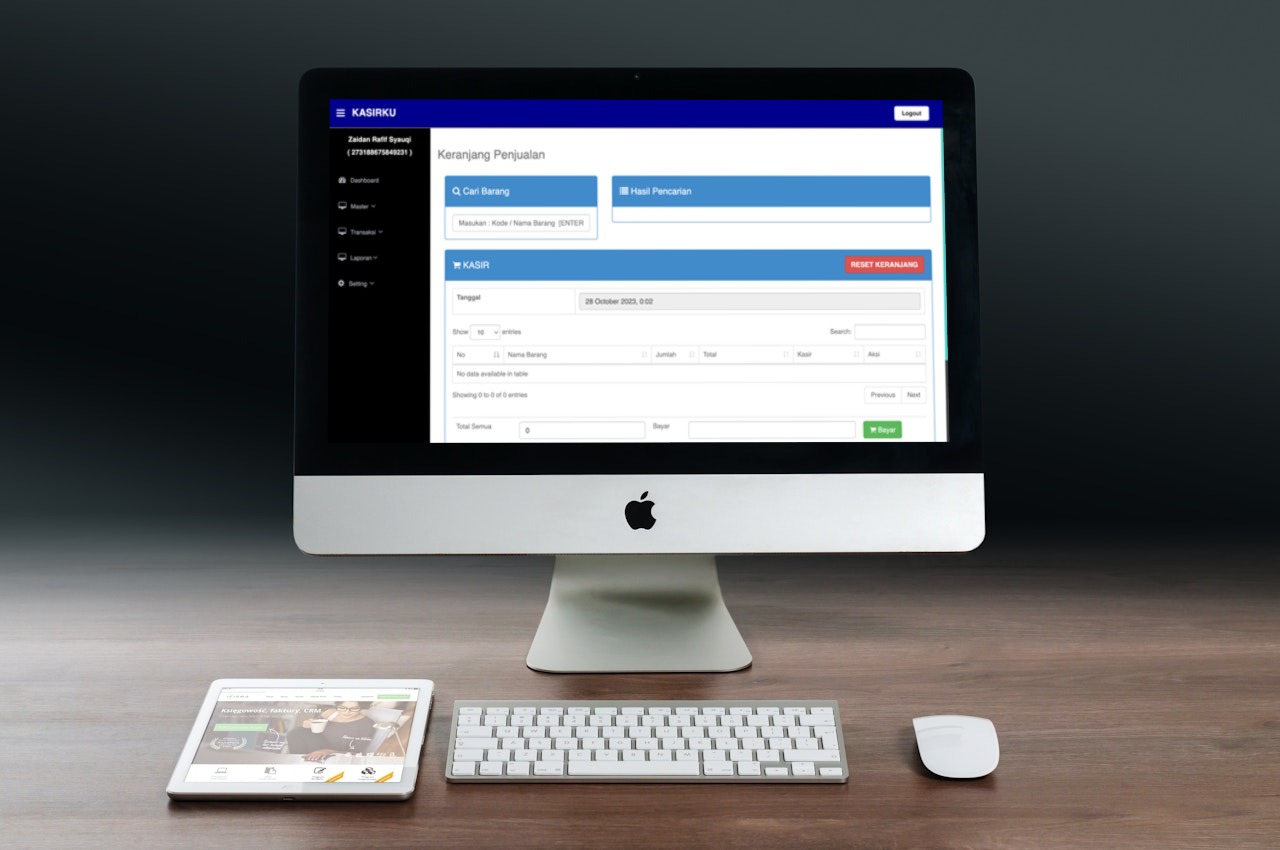 KASIRKU
Logout
Zaidan Rafif Syauqi
( 273188675849231 )
Dashboard
Master
Transaksi
Laporan
Setting
Keranjang Penjualan
Cari Barang
Masukan : Kode / Nama Barang [ENTER
Hasil Pencarian
KASIR
RESET KERANJANG
Tanggal
28 October 2023, 0:02
Show 10 entries
Search:
No Nama Barang Jumlah Total Kasir Aksi
No data available in table
Showing 0 to 0 of 0 entries
Previous Next
Total Semua 0 Bayar Bayar
Księgowość, faktury, CRM